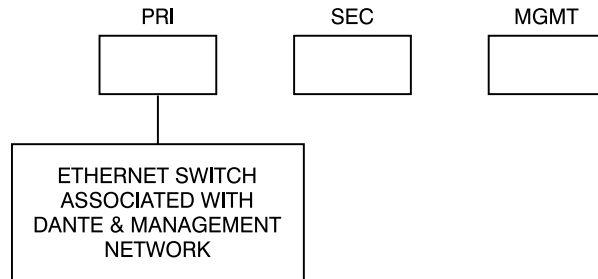 PRI SEC MGMT
ETHERNET SWITCH
ASSOCIATED WITH
DANTE & MANAGEMENT
NETWORK